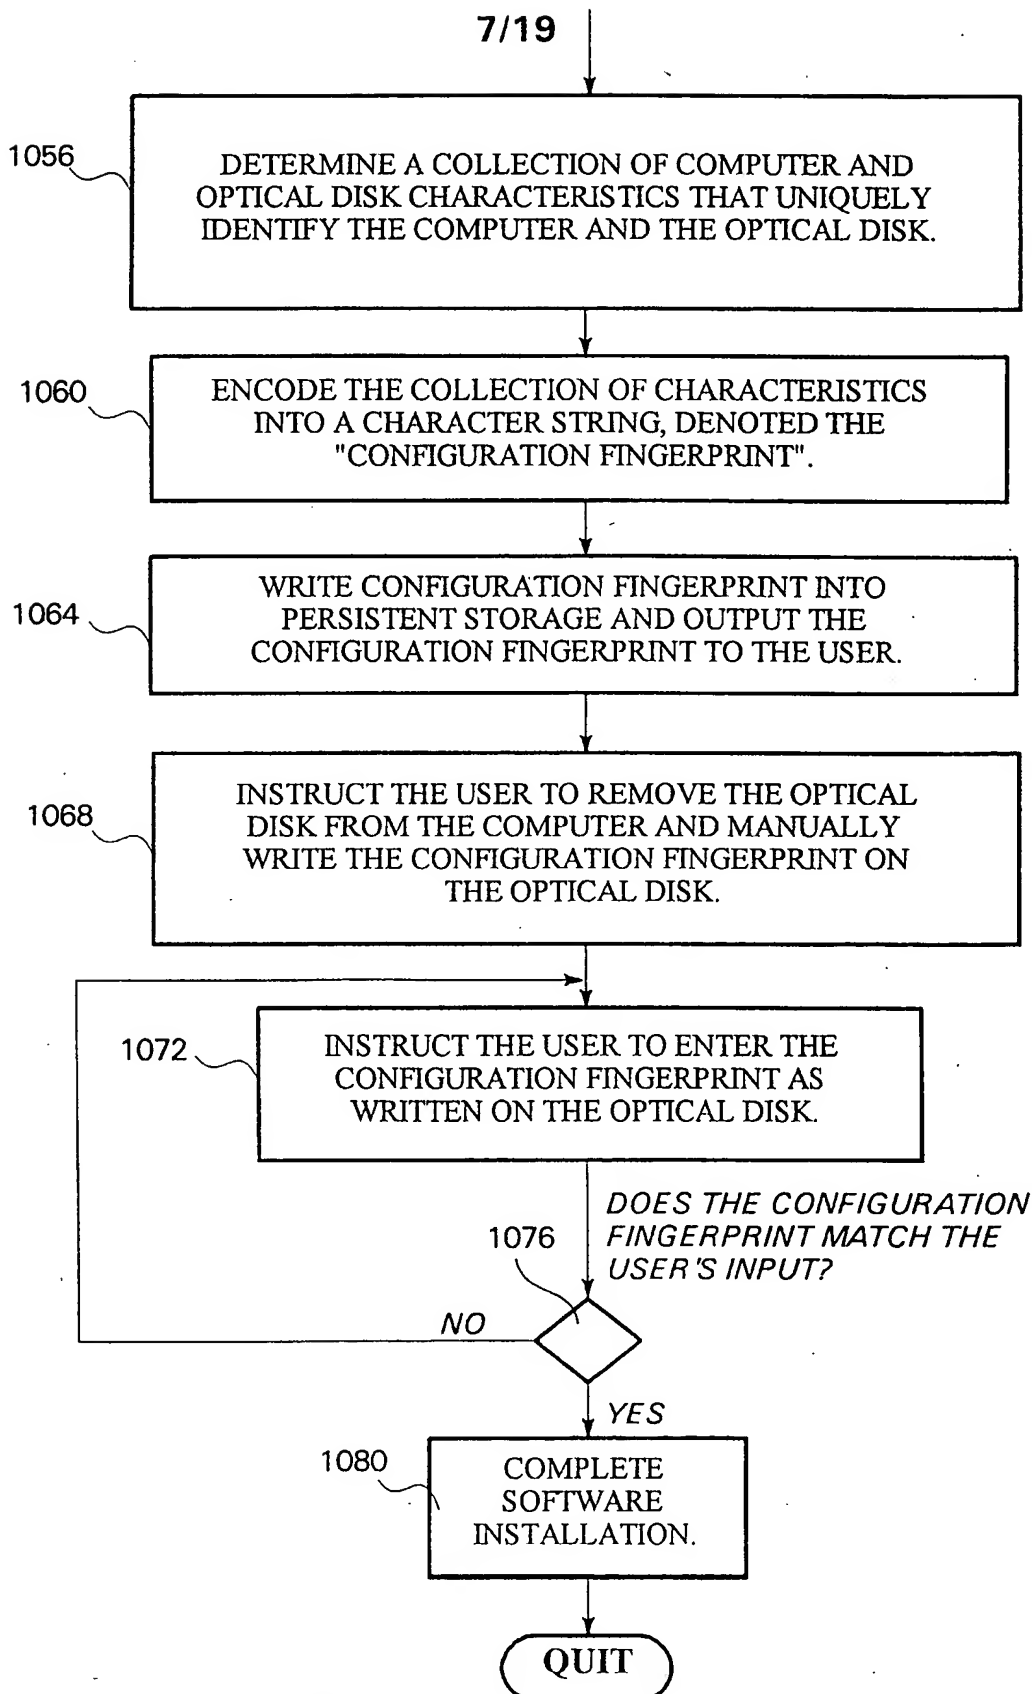 7/19
1056
DETERMINE A COLLECTION OF COMPUTER AND
OPTICAL DISK CHARACTERISTICS THAT UNIQUELY
IDENTIFY THE COMPUTER AND THE OPTICAL DISK.
1060
ENCODE THE COLLECTION OF CHARACTERISTICS
INTO A CHARACTER STRING, DENOTED THE
"CONFIGURATION FINGERPRINT".
1064
WRITE CONFIGURATION FINGERPRINT INTO
PERSISTENT STORAGE AND OUTPUT THE
CONFIGURATION FINGERPRINT TO THE USER.
1068
INSTRUCT THE USER TO REMOVE THE OPTICAL
DISK FROM THE COMPUTER AND MANUALLY
WRITE THE CONFIGURATION FINGERPRINT ON
THE OPTICAL DISK.
1072
INSTRUCT THE USER TO ENTER THE
CONFIGURATION FINGERPRINT AS
WRITTEN ON THE OPTICAL DISK.
DOES THE CONFIGURATION
FINGERPRINT MATCH THE
USER'S INPUT?
1076
NO
YES
1080
COMPLETE
SOFTWARE
INSTALLATION.
QUIT